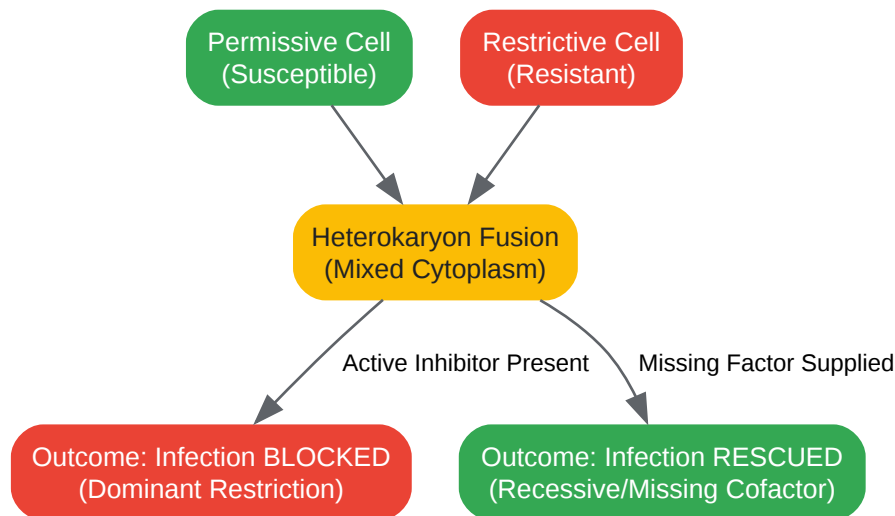 Permissive Cell
(Susceptible)
Restrictive Cell
(Resistant)
Heterokaryon Fusion
(Mixed Cytoplasm)
Active Inhibitor Present
Missing Factor Supplied
Outcome: Infection BLOCKED
(Dominant Restriction)
Outcome: Infection RESCUED
(Recessive/Missing Cofactor)